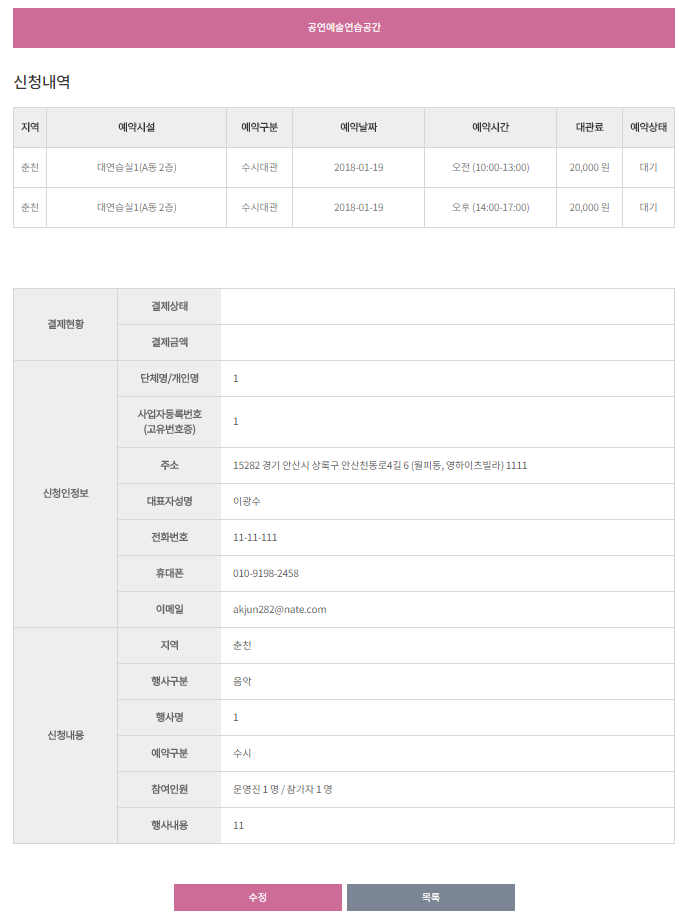 공연예술연습공간
신청내역
지역 예약시설 예약구분 예약날짜 예약시간 대관료 예약상태
춘천 대연습실1(A동 2층) 수시대관 2018-01-19 오전 (10:00-13:00) 20,000 원 대기
춘천 대연습실1(A동 2층) 수시대관 2018-01-19 오후 (14:00-17:00) 20,000 원 대기
결제현황
결제상태
결제금액
신청인정보
단체명/개인명 1
사업자등록번호
(고유번호증) 1
주소 15282 경기 안산시 상록구 안산천동로4길 6 (월피동, 영하이츠빌라) 1111
대표자성명 이광수
전화번호 11-11-111
휴대폰 010-9198-2458
이메일 akjun282@nate.com
신청내용
지역 춘천
행사구분 음악
행사명 1
예약구분 수시
참여인원 운영진 1 명 / 참가자 1 명
행사내용 11
수정 목록